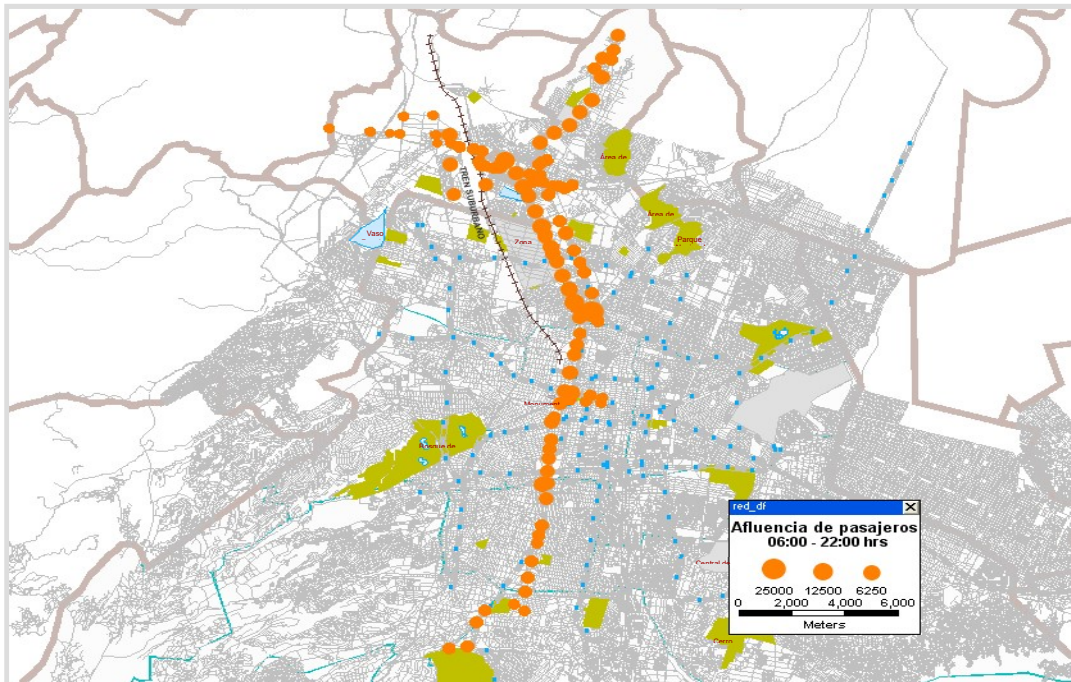 Área de
Área de
Parque
Vaso
Zona
TREN SUBURBANO
Monument
Bosque de
Central de
Cerro
red_df
Afluencia de pasajeros
06:00 - 22:00 hrs
25000 12500 6250
0 2,000 4,000 6,000
Meters